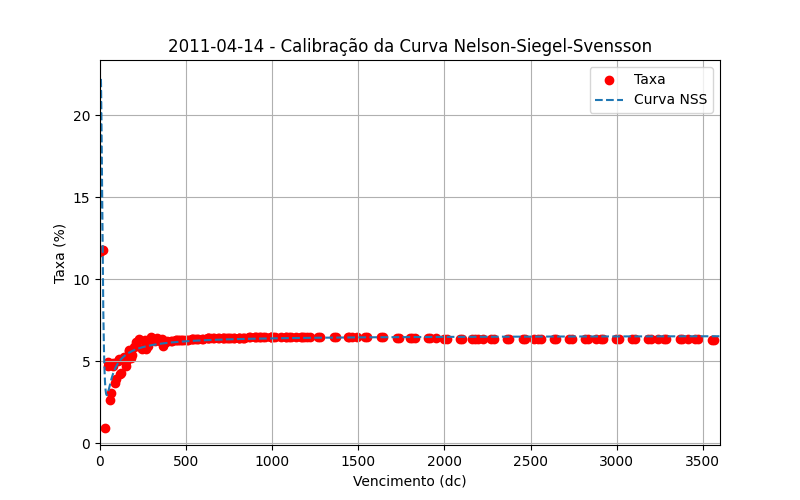 2011-04-14 - Calibração da Curva Nelson-Siegel-Svensson
Taxa
Curva NSS
Taxa (%)
20
15
10
5
0
0 500 1000 1500 2000 2500 3000 3500
Vencimento (dc)